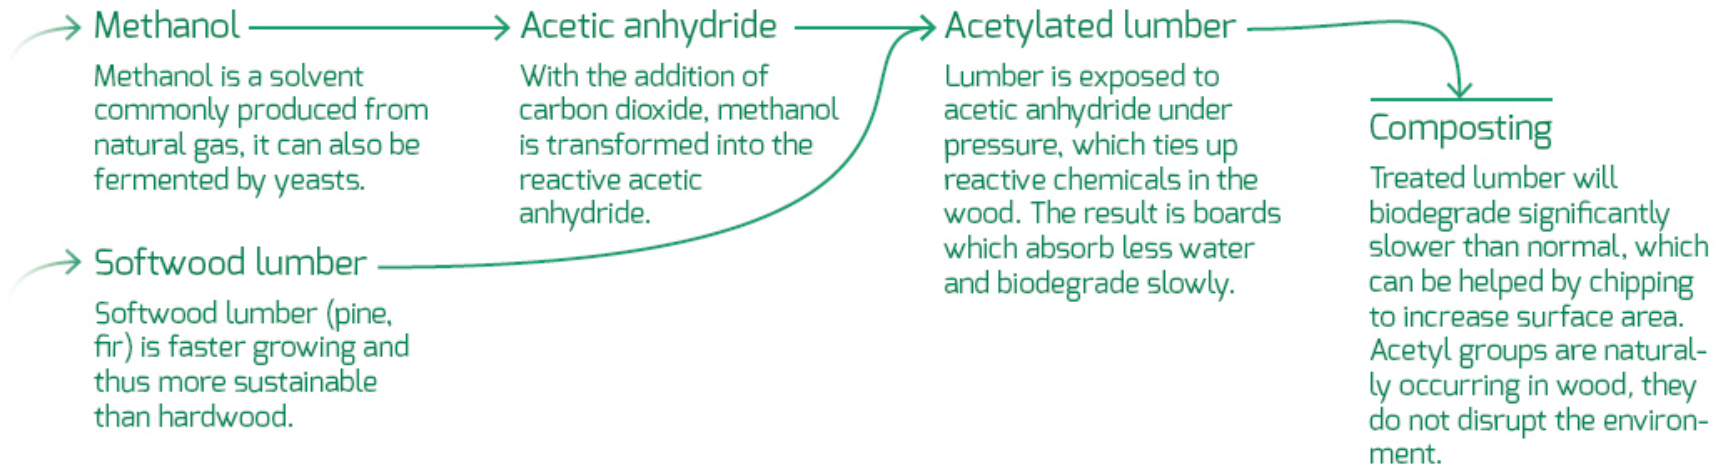 Methanol
Methanol is a solvent
commonly produced from
natural gas, it can also be
fermented by yeasts.
Acetic anhydride
With the addition of
carbon dioxide, methanol
is transformed into the
reactive acetic
anhydride.
Acetylated lumber
Lumber is exposed to
acetic anhydride under
pressure, which ties up
reactive chemicals in the
wood. The result is boards
which absorb less water
and biodegrade slowly.
Composting
Treated lumber will
biodegrade significantly
slower than normal, which
can be helped by chipping
to increase surface area.
Acetyl groups are natural-
ly occurring in wood, they
do not disrupt the environ-
ment.
Softwood lumber
Softwood lumber (pine,
fir) is faster growing and
thus more sustainable
than hardwood.